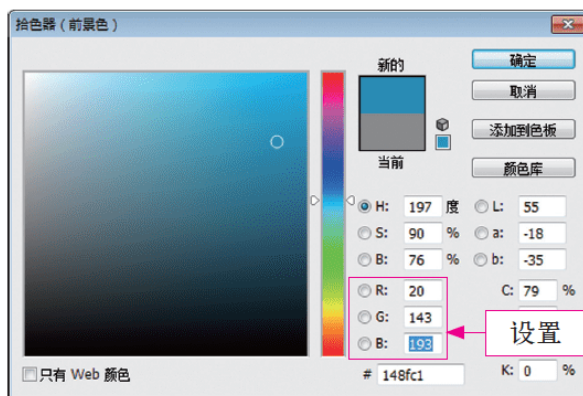 拾色器（前景色）
新的
当前
确定
取消
添加到色板
颜色库
H: 197 度
S: 90 %
B: 76 %
R: 20
G: 143
B: 193
L: 55
a: -18
b: -35
C: 79 %
设置
K: 0 %
# 148fc1
只有 Web 颜色